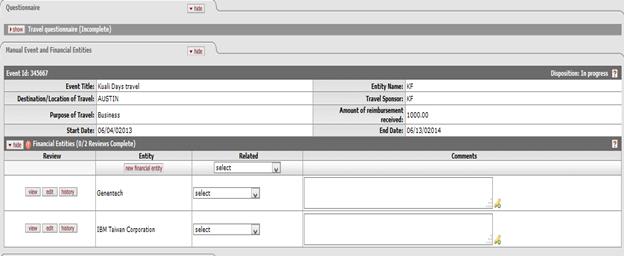 Questionnaire
hide
show Travel questionnaire (Incomplete)
Manual Event and Financial Entities
hide
Event Id: 345667 Disposition: In progress ?
Event Title: Kuali Days travel Entity Name: KF
Destination/Location of Travel: AUSTIN Travel Sponsor: KF
Purpose of Travel: Business Amount of reimbursement received: 1000.00
Start Date: 06/04/02013 End Date: 06/13/02014
hide ? Financial Entities (0/2 Reviews Complete) ?
Review Entity Related Comments
new financial entity select
view edit history Genentech select
view edit history IBM Taiwan Corporation select